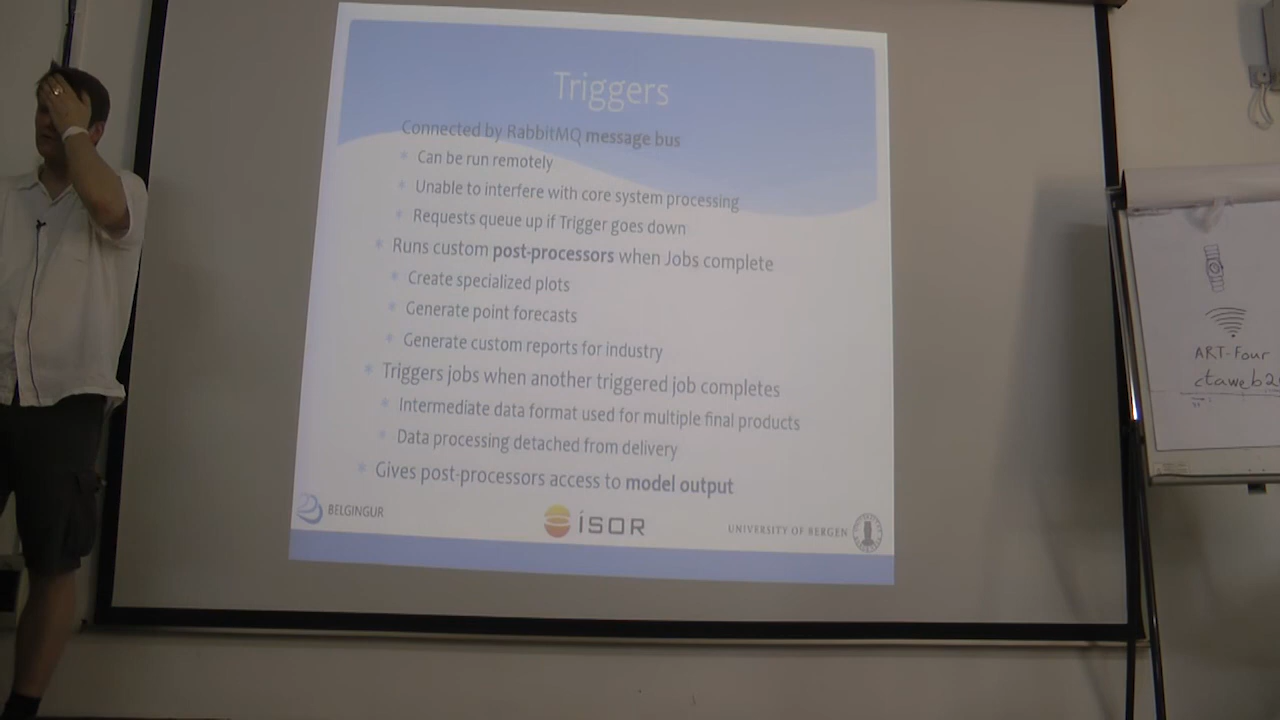 Triggers
Connected by RabbitMQ message bus
Can be run remotely
Unable to interfere with core system processing
Requests queue up if Trigger goes down
Runs custom post-processors when Jobs complete
Create specialized plots
Generate point forecasts
Generate custom reports for industry
Triggers jobs when another triggered job completes
Intermediate data format used for multiple final products
Data processing detached from delivery
Gives post-processors access to model output
BELGINGUR
ÍSOR
UNIVERSITY OF BERGEN
ART-Four